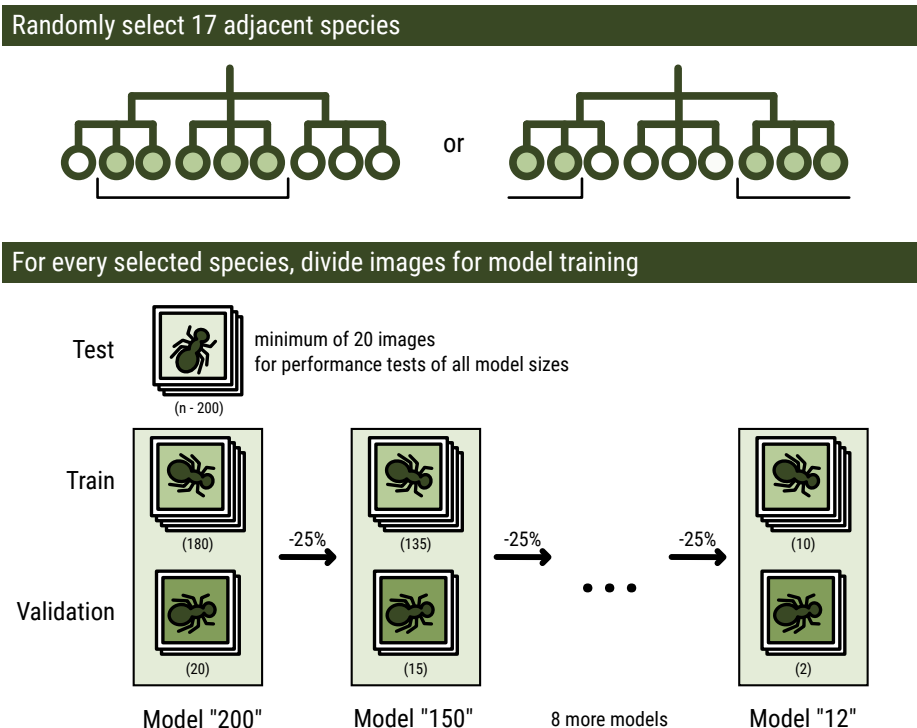 Randomly select 17 adjacent species
or
For every selected species, divide images for model training
Test
minimum of 20 images
for performance tests of all model sizes
(n - 200)
Train
(180)
-25%
(135)
-25%
-25%
(10)
Validation
(20)
(15)
(2)
Model "200"
Model "150"
8 more models
Model "12"